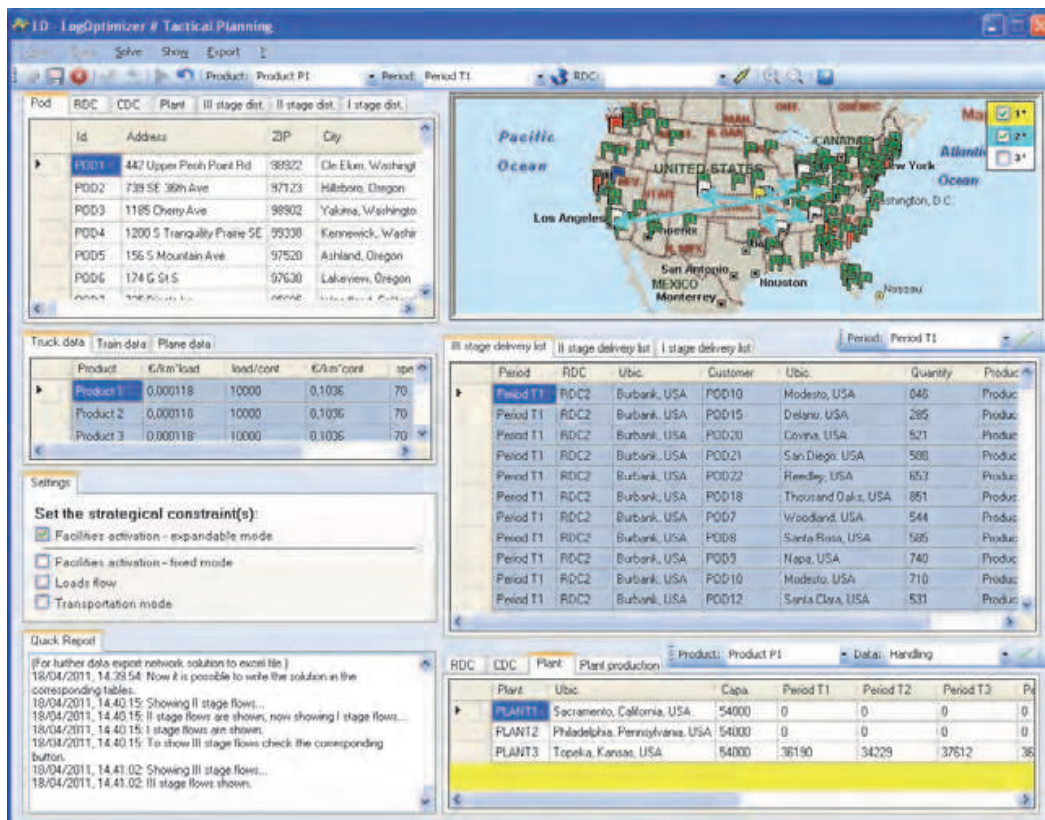 LD LogOptimizer # Tactical Planning
Solve Show Export
Product: Product P1 Period: Period T1 RDC:
Pod RDC CDC Plant III stage dist. II stage dist. I stage dist.
Id Address ZIP City
POD1 442 Upper Peoh Point Rd 98922 Cle Elum, Washingt
POD2 739 SE 36th Ave 97123 Hillsboro, Oregon
POD3 1185 Cherry Ave 98902 Yakima, Washingto
POD4 1200 S Tranquility Prairie SE 99338 Kennewick, Washir
POD5 156 S Mountain Ave 97520 Ashland, Oregon
POD6 174 G St S 97630 Lakeview, Oregon
Pacific
Ocean
UNITED STATES
CANADA
Los Angeles
Phoenix
San Antonio
MEXICO
Monterrey
Houston
Nassau
New York
Washington, D.C.
Atlantic
Ocean
1°
2°
3°
Truck data Train data Plane data
Product €/km*load load/cont €/km*cont spe
Product 1 0,000118 10000 0,1036 70
Product 2 0,000118 10000 0,1036 70
Product 3 0,000118 10000 0,1036 70
Settings
Set the strategical constraint(s):
Facilities activation - expandable mode
Facilities activation - fixed mode
Loads flow
Transportation mode
Quick Report
(For further data export network solution to excel file.)
18/04/2011, 14.39.54: Now it is possible to write the solution in the
corresponding tables.
18/04/2011, 14.40.15: Showing II stage flows...
18/04/2011, 14.40.15: II stage flows are shown, now showing I stage flows...
18/04/2011, 14.40.15: I stage flows are shown.
18/04/2011, 14.40.15: To show III stage flows check the corresponding
button.
18/04/2011, 14.41.02: Showing III stage flows...
18/04/2011, 14.41.02: III stage flows shown.
III stage delivery list II stage delivery list I stage delivery list Period: Period T1
Period RDC Ubic. Customer Ubic. Quantity Produc
Period T1 RDC2 Burbank, USA POD10 Modesto, USA
Period T1 RDC2 Burbank, USA POD15 Delano, USA 285 Produc
Period T1 RDC2 Burbank, USA POD20 Covina, USA 521 Produc
Period T1 RDC2 Burbank, USA POD21 San Diego, USA 588 Produc
Period T1 RDC2 Burbank, USA POD22 Reedley, USA 653 Produc
Period T1 RDC2 Burbank, USA POD18 Thousand Oaks, USA 851 Produc
Period T1 RDC2 Burbank, USA POD7 Woodland, USA 544 Produc
Period T1 RDC2 Burbank, USA POD8 Santa Rosa, USA 585 Produc
Period T1 RDC2 Burbank, USA POD9 Napa, USA 740 Produc
Period T1 RDC2 Burbank, USA POD10 Modesto, USA 710 Produc
Period T1 RDC2 Burbank, USA POD12 Santa Clara, USA 531 Produc
RDC CDC Plant Plant production Product: Product P1 Data: Handling
Plant Ubic. Capa. Period T1 Period T2 Period T3 Pe
PLANT1 Sacramento, California, USA 54000 0 0 0 0
PLANT2 Philadelphia, Pennsylvania, USA 54000 0 0 0 0
PLANT3 Topeka, Kansas, USA 54000 36190 34229 37612 36